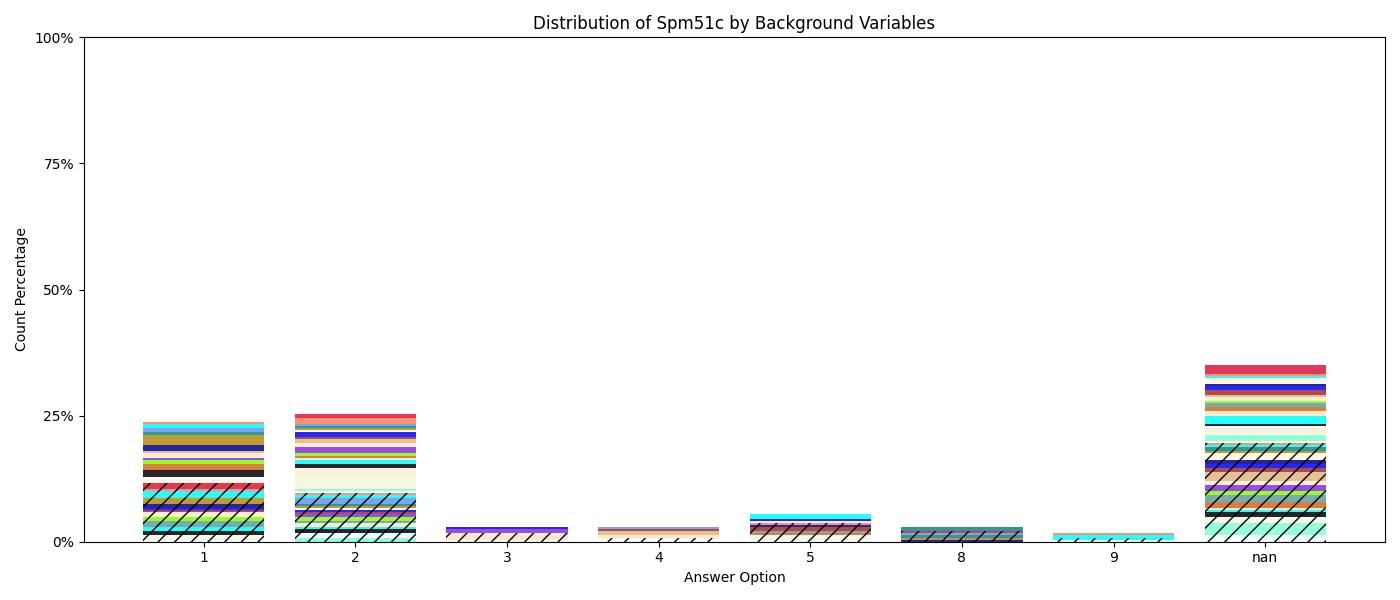 Distribution of Spm51c by Background Variables
100%
75%
50%
25%
0%
Count Percentage
1 2 3 4 5 8 9 nan
Answer Option